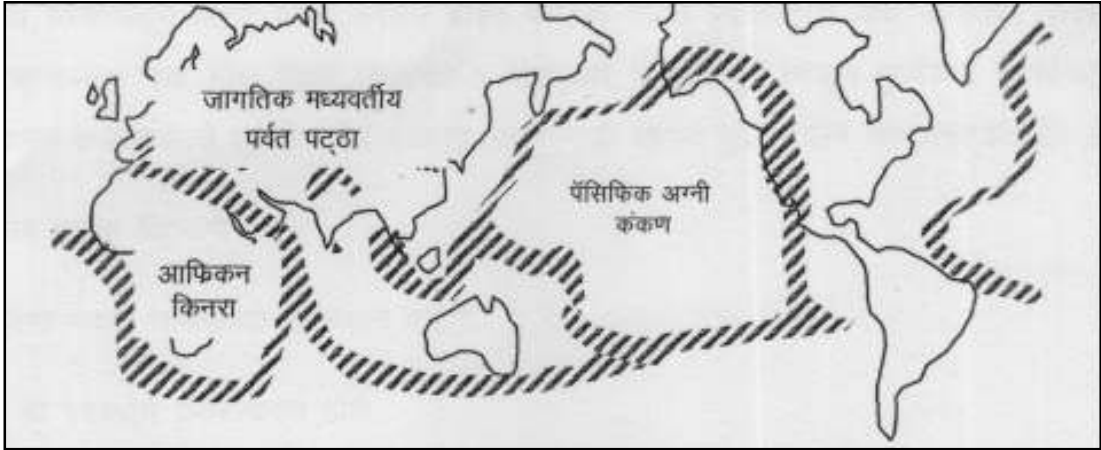 जागतिक मध्यवर्तीय
पर्वत पट्ठा
पॅसिफिक अग्नी
कंकण
आफ्रिकन
किनरा